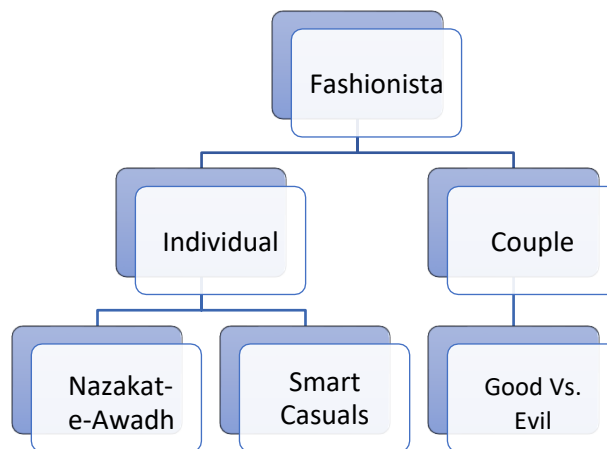 Fashionista
Individual
Couple
Nazakat-
e-Awadh
Smart
Casuals
Good Vs.
Evil